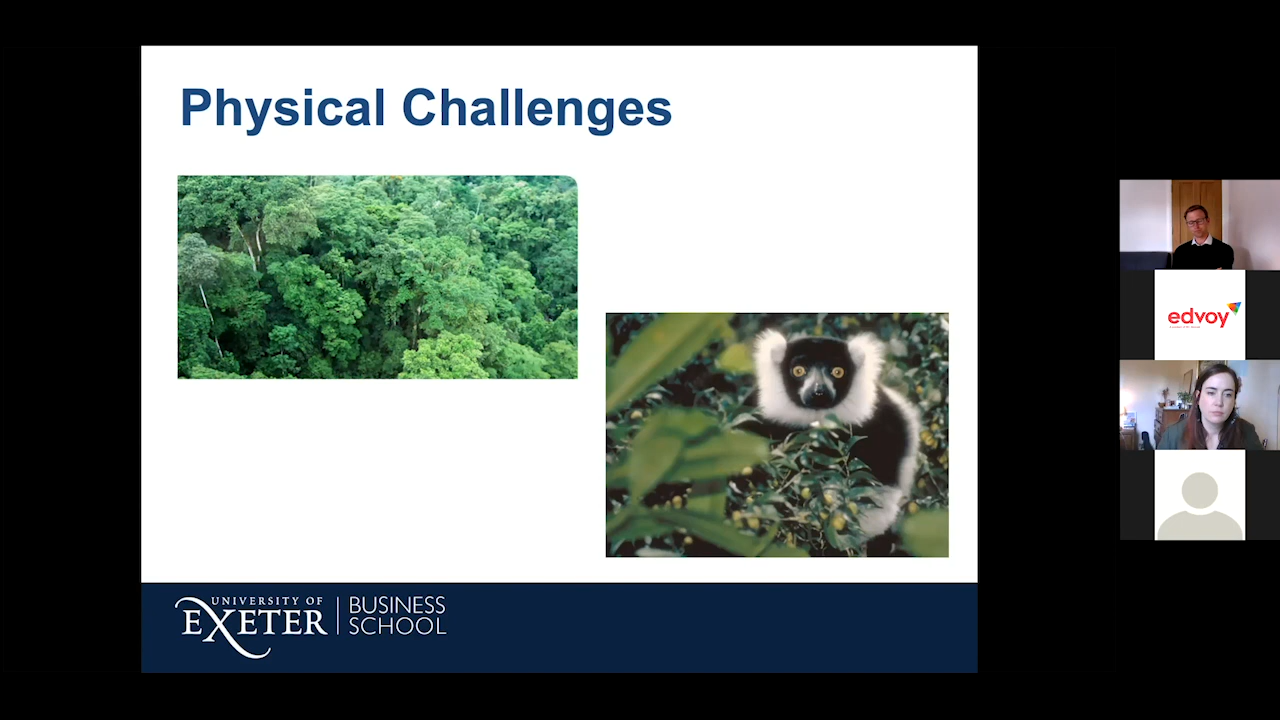 Physical Challenges
UNIVERSITY OF
EXETER
BUSINESS
SCHOOL
edvoy